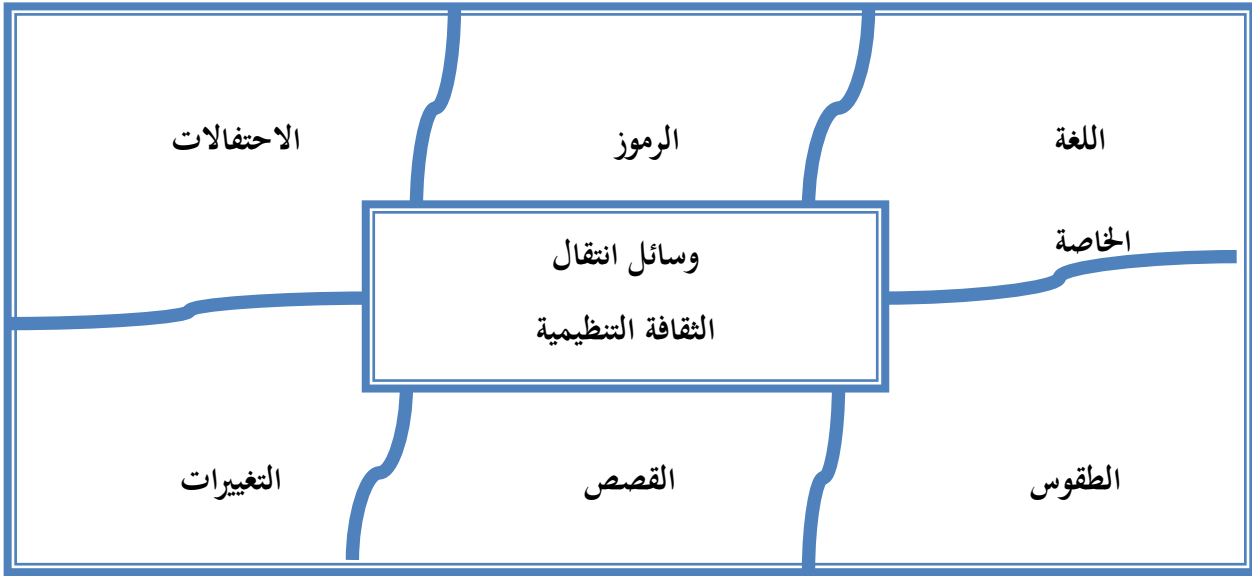 اللغة
الخاصة
الرموز
الاحتفالات
وسائل انتقال
الثقافة التنظيمية
الطقوس
القصص
التغييرات